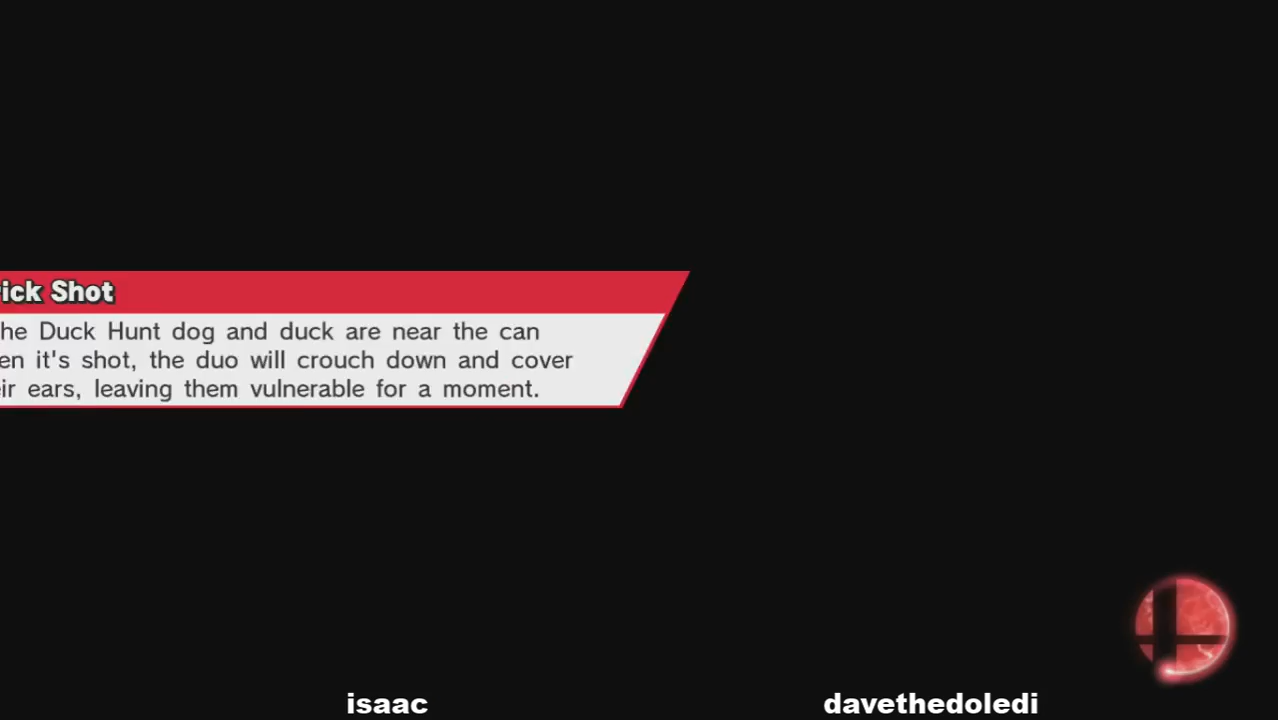 ick Shot
he Duck Hunt dog and duck are near the can
en it's shot, the duo will crouch down and cover
ir ears, leaving them vulnerable for a moment.
isaac
davethedoledi